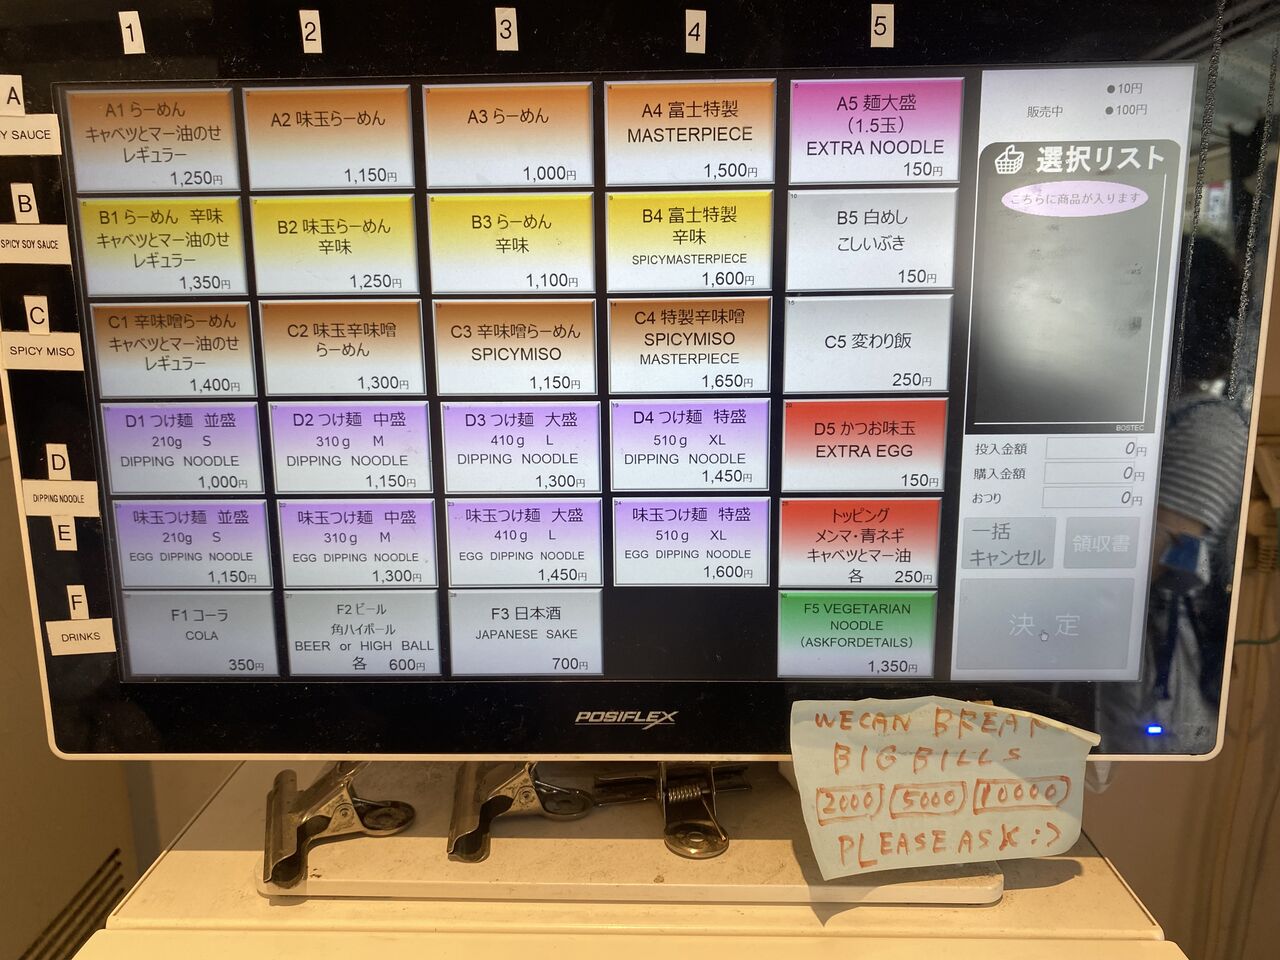 1
2
3
4
5
A
Y SAUCE
A1 らーめん
キャベツとマー油のせ
レギュラー
1,250円
A2 味玉らーめん
1,150円
A3 らーめん
1,000円
A4 富士特製
MASTERPIECE
1,500円
A5 麺大盛
（1.5玉）
EXTRA NOODLE
150円
B
SPICY SOY SAUCE
B1 らーめん 辛味
キャベツとマー油のせ
レギュラー
1,350円
B2 味玉らーめん
辛味
1,250円
B3 らーめん
辛味
1,100円
B4 富士特製
辛味
SPICYMASTERPIECE
1,600円
B5 白めし
こしいぶき
150円
C
SPICY MISO
C1 辛味噌らーめん
キャベツとマー油のせ
レギュラー
1,400円
C2 味玉辛味噌
らーめん
1,300円
C3 辛味噌らーめん
SPICYMISO
1,150円
C4 特製辛味噌
SPICYMISO
MASTERPIECE
1,650円
C5 変わり飯
250円
D
DIPPING NOODLE
D1 つけ麺 並盛
210g S
DIPPING NOODLE
1,000円
D2 つけ麺 中盛
310g M
DIPPING NOODLE
1,150円
D3 つけ麺 大盛
410g L
DIPPING NOODLE
1,300円
D4 つけ麺 特盛
510g XL
DIPPING NOODLE
1,450円
D5 かつお味玉
EXTRA EGG
150円
E
味玉つけ麺 並盛
210g S
EGG DIPPING NOODLE
1,150円
味玉つけ麺 中盛
310g M
EGG DIPPING NOODLE
1,300円
味玉つけ麺 大盛
410g L
EGG DIPPING NOODLE
1,450円
味玉つけ麺 特盛
510g XL
EGG DIPPING NOODLE
1,600円
トッピング
メンマ・青ネギ
キャベツとマー油
各 250円
F
DRINKS
F1 コーラ
COLA
350円
F2 ビール
角ハイボール
BEER or HIGH BALL
各 600円
F3 日本酒
JAPANESE SAKE
700円
F5 VEGETARIAN
NOODLE
(ASKFORDETAILS)
1,350円
販売中
●10円
●100円
選択リスト
こちらに商品が入ります
BOSTEC
投入金額 0円
購入金額 0円
おつり 0円
一括
キャンセル
領収書
決定
POSIFLEX
WE CAN BREAK
BIG BILLS
2000 5000 10000
PLEASE ASK :>